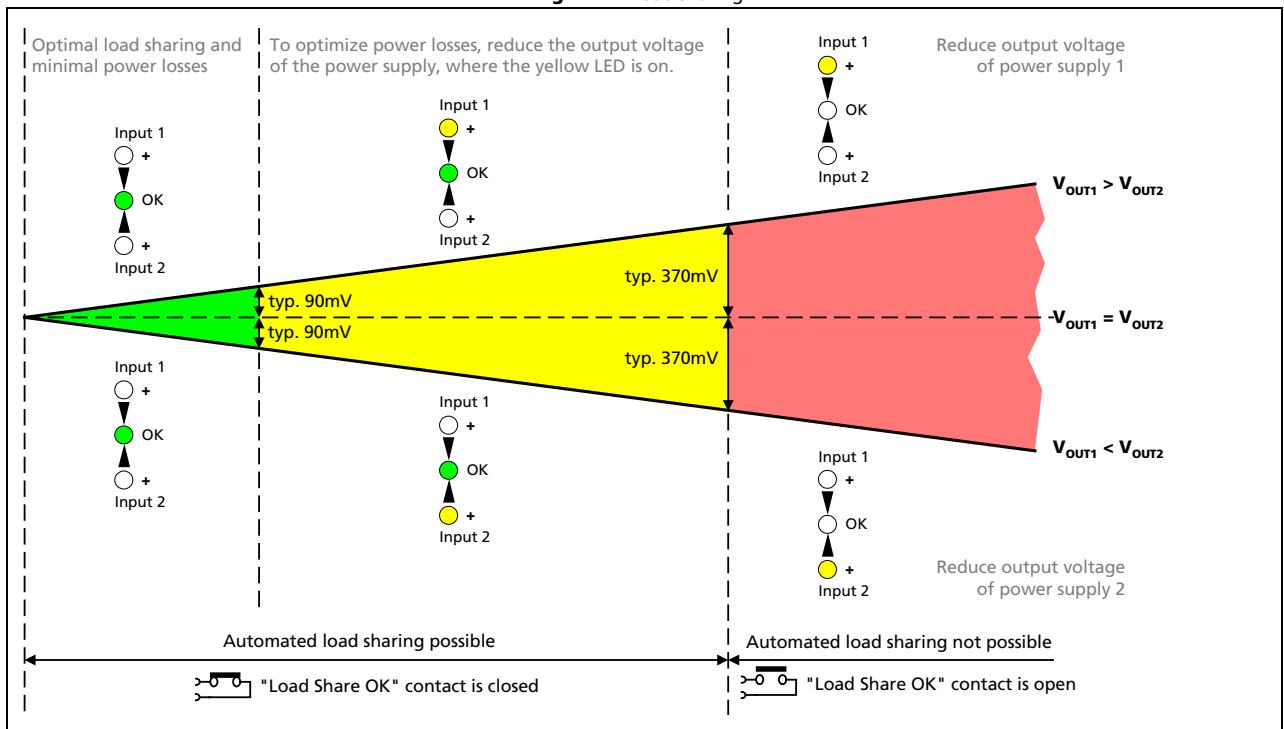 Optimal load sharing and
minimal power losses
To optimize power losses, reduce the output voltage
of the power supply, where the yellow LED is on.
Input 1
+
OK
+
Input 2
Reduce output voltage
of power supply 1
Input 1
+
OK
+
Input 2
Input 1
+
OK
+
Input 2
VOUT1 > VOUT2
typ. 370mV
typ. 90mV
VOUT1 = VOUT2
typ. 90mV
typ. 370mV
Input 1
+
OK
+
Input 2
Input 1
+
OK
+
Input 2
VOUT1 < VOUT2
Input 1
+
OK
+
Input 2
Reduce output voltage
of power supply 2
Automated load sharing possible
Automated load sharing not possible
"Load Share OK" contact is closed
"Load Share OK" contact is open